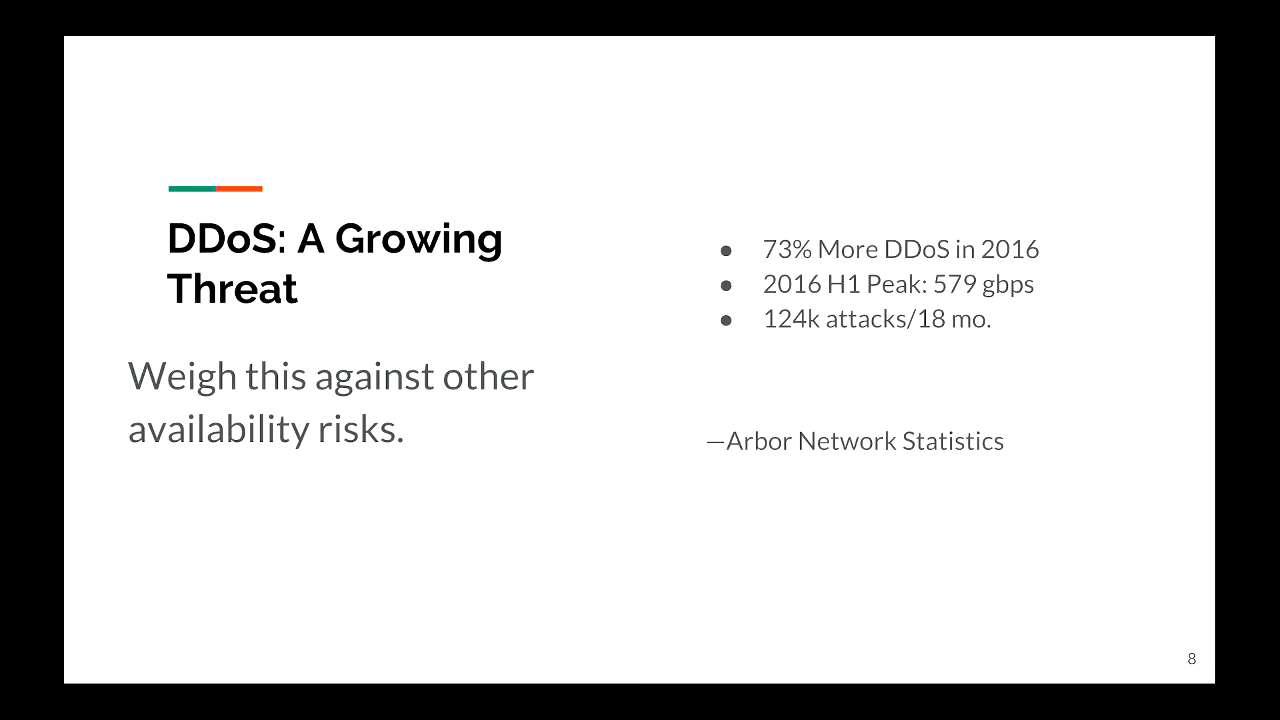 DDoS: A Growing
Threat
Weigh this against other
availability risks.
● 73% More DDoS in 2016
● 2016 H1 Peak: 579 gbps
● 124k attacks/18 mo.
—Arbor Network Statistics
8